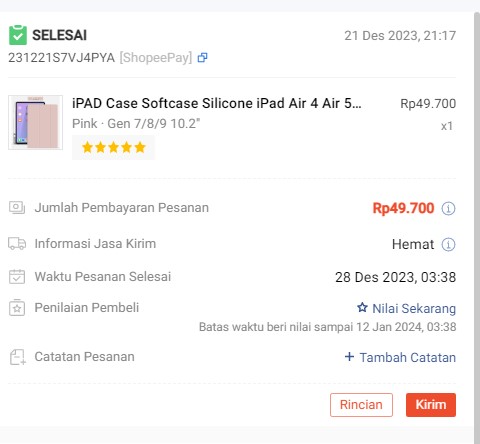 SELESAI 21 Des 2023, 21:17
231221S7VJ4PYA [ShopeePay]
iPAD Case Softcase Silicone iPad Air 4 Air 5... Rp49.700
Pink · Gen 7/8/9 10.2" x1
Jumlah Pembayaran Pesanan Rp49.700
Informasi Jasa Kirim Hemat
Waktu Pesanan Selesai 28 Des 2023, 03:38
Penilaian Pembeli Nilai Sekarang
Batas waktu beri nilai sampai 12 Jan 2024, 03:38
Catatan Pesanan + Tambah Catatan
Rincian Kirim